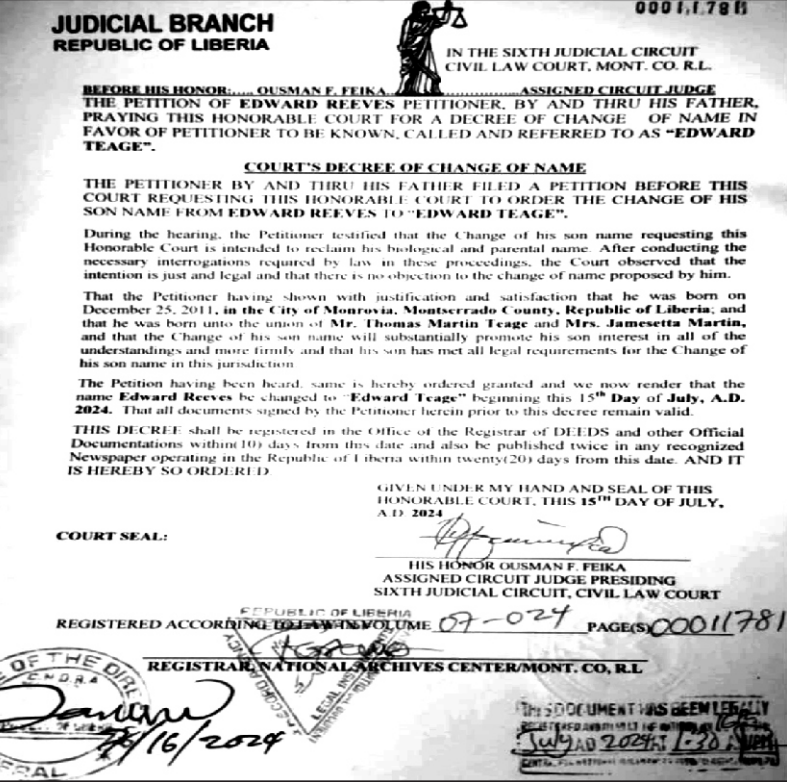 JUDICIAL BRANCH
REPUBLIC OF LIBERIA
IN THE SIXTH JUDICIAL CIRCUIT
CIVIL LAW COURT, MONT. CO. R.L.
BEFORE HIS HONOR:..... OUSMAN F. FEIKA..................ASSIGNED CIRCUIT JUDGE
THE PETITION OF EDWARD REEVES PETITIONER, BY AND THRU HIS FATHER,
PRAYING THIS HONORABLE COURT FOR A DECREE OF CHANGE OF NAME IN
FAVOR OF PETITIONER TO BE KNOWN, CALLED AND REFERRED TO AS “EDWARD
TEAGE”.
COURT'S DECREE OF CHANGE OF NAME
THE PETITIONER BY AND THRU HIS FATHER FILED A PETITION BEFORE THIS
COURT REQUESTING THIS HONORABLE COURT TO ORDER THE CHANGE OF HIS
SON NAME FROM EDWARD REEVES TO “EDWARD TEAGE”.
During the hearing, the Petitioner testified that the Change of his son name requesting this
Honorable Court is intended to reclaim his biological and parental name. After conducting the
necessary interrogations required by law in these proceedings, the Court observed that the
intention is just and legal and that there is no objection to the change of name proposed by him.
That the Petitioner having shown with justification and satisfaction that he was born on
December 25, 2011, in the City of Monrovia, Montserrado County, Republic of Liberia; and
that he was born unto the union of Mr. Thomas Martin Teage and Mrs. Jamesetta Martin,
and that the Change of his son name will substantially promote his son interest in all of the
understandings and more firmly and that his son has met all legal requirements for the Change of
his son name in this jurisdiction
The Petition having been heard, same is hereby ordered granted and we now render that the
name Edward Reeves be changed to “Edward Teage” beginning this 15th Day of July, A.D.
2024. That all documents signed by the Petitioner herein prior to this decree remain valid.
THIS DECREE shall be registered in the Office of the Registrar of DEEDS and other Official
Documentations within(10) days from this date and also be published twice in any recognized
Newspaper operating in the Republic of Liberia within twenty(20) days from this date. AND IT
IS HEREBY SO ORDERED
GIVEN UNDER MY HAND AND SEAL OF THIS
HONORABLE COURT, THIS 15TH DAY OF JULY,
A.D 2024
COURT SEAL:
HIS HONOR OUSMAN F. FEIKA
ASSIGNED CIRCUIT JUDGE PRESIDING
SIXTH JUDICIAL CIRCUIT, CIVIL LAW COURT
REPUBLIC OF LIBERIA
REGISTERED ACCORDING TO LAW IN VOLUME 07-024 PAGE(S)00011781
REGISTRAR, NATIONAL ARCHIVES CENTER/MONT. CO, R.L
OF THE DIRE
C.N.D.R.A
16/2024
THIS DOCUMENT HAS BEEN LEGALLY
July AD 2024 AT 1:30